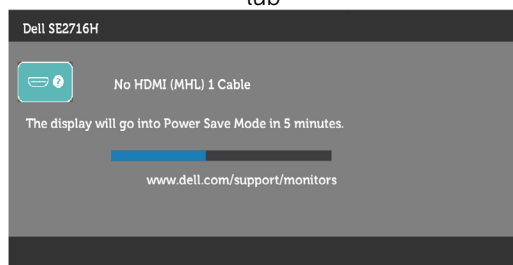 lub
Dell SE2716H
No HDMI (MHL) 1 Cable
The display will go into Power Save Mode in 5 minutes.
www.dell.com/support/monitors